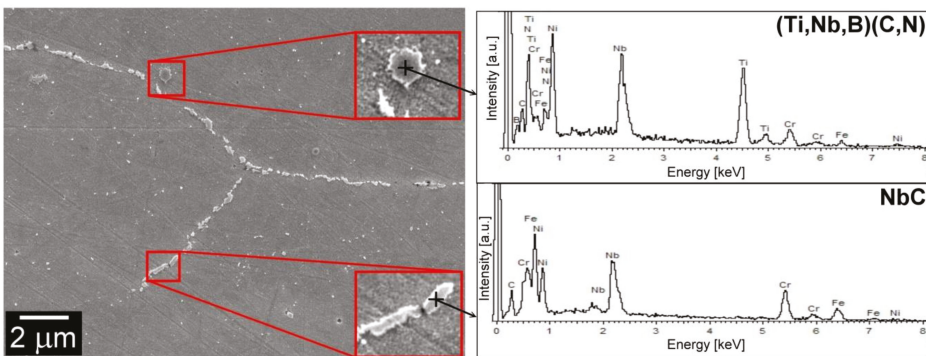 2 μm
(Ti,Nb,B)(C,N)
Intensity [a.u.]
Ti
N
Ti
Cr
Fe
Ni
N
Ni
Cr
Fe
C
B
Nb
Ti
Ti
Cr
Cr
Fe
Ni
0 1 2 3 4 5 6 7 8
Energy [keV]
NbC
Intensity [a.u.]
Fe
Ni
Cr
Ni
C
Nb
Nb
Cr
Cr
Fe
Fe
Ni
0 1 2 3 4 5 6 7 8
Energy [keV]